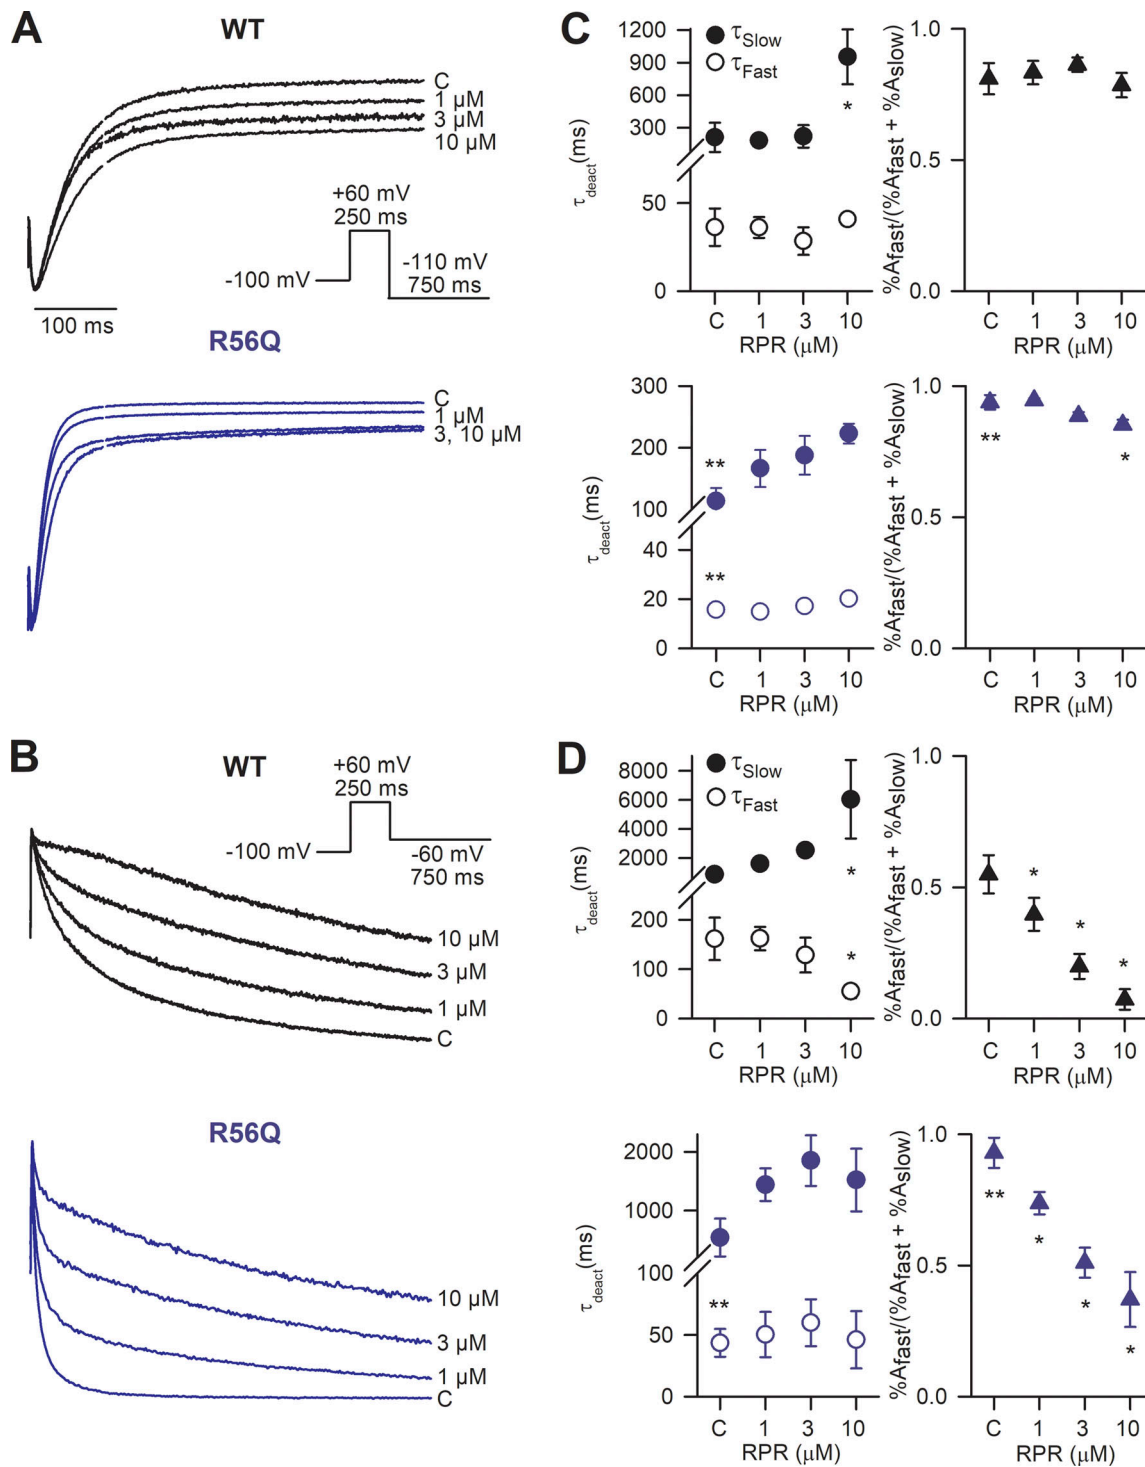 A
WT
C
1 µM
3 µM
10 µM
+60 mV
250 ms
-100 mV
-110 mV
750 ms
100 ms
R56Q
C
1 µM
3, 10 µM
B
WT
+60 mV
250 ms
-100 mV
-60 mV
750 ms
10 µM
3 µM
1 µM
C
R56Q
10 µM
3 µM
1 µM
C
C
τdeact(ms)
1200
900
600
300
50
0
τSlow
τFast
*
C 1 3 10
RPR (µM)
%Afast/(%Afast + %Aslow)
1.0
0.5
0.0
C 1 3 10
RPR (µM)
τdeact(ms)
300
200
100
40
20
0
**
**
C 1 3 10
RPR (µM)
%Afast/(%Afast + %Aslow)
1.0
0.5
0.0
**
*
C 1 3 10
RPR (µM)
D
τdeact(ms)
8000
6000
4000
2000
200
100
0
τSlow
τFast
*
*
C 1 3 10
RPR (µM)
%Afast/(%Afast + %Aslow)
1.0
0.5
0.0
*
*
*
C 1 3 10
RPR (µM)
τdeact(ms)
2000
1000
100
50
0
**
C 1 3 10
RPR (µM)
%Afast/(%Afast + %Aslow)
1.0
0.5
0.0
**
*
*
*
C 1 3 10
RPR (µM)